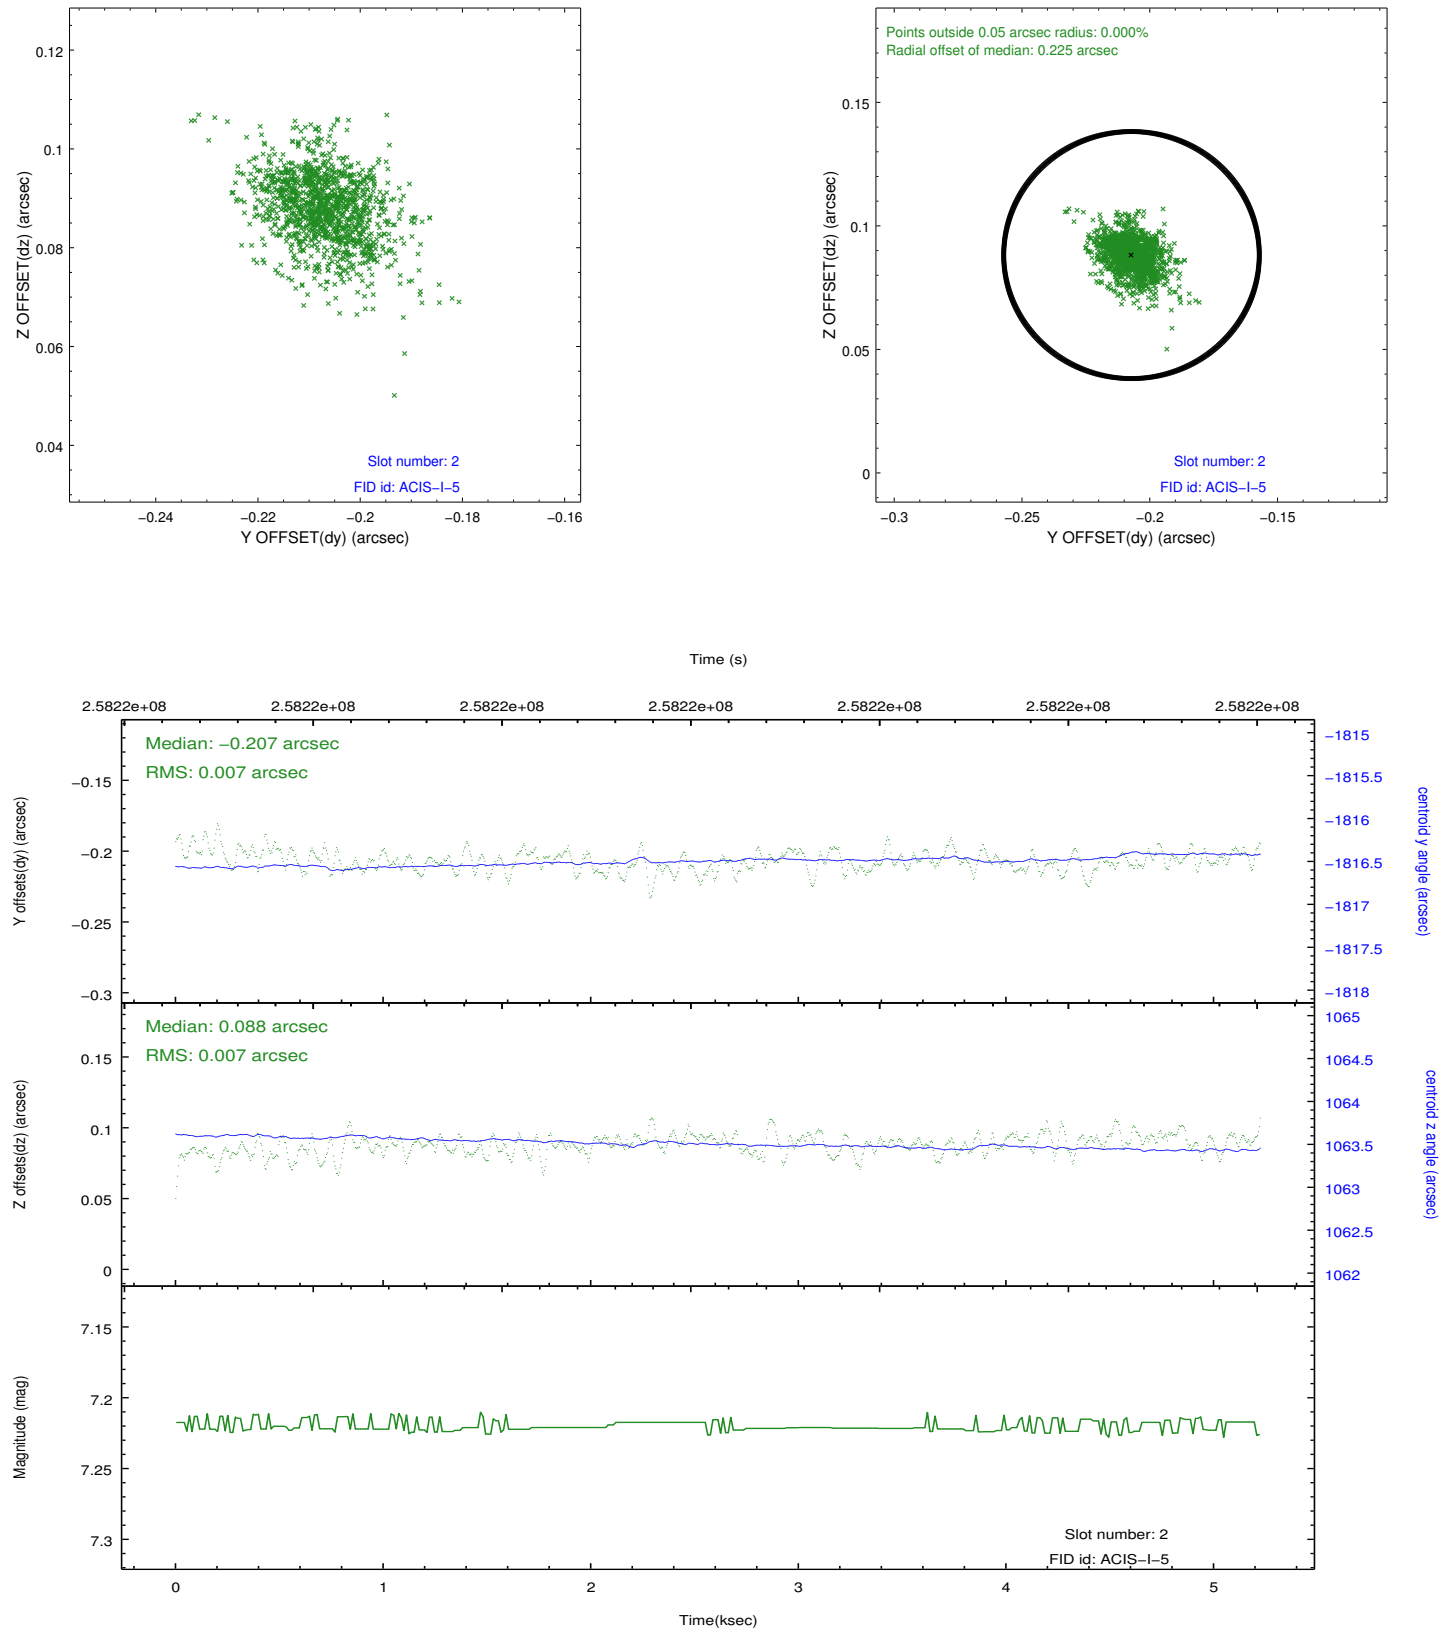 0.12
0.1
0.08
0.06
0.04
Z OFFSET(dz) (arcsec)
Slot number: 2
FID id: ACIS−I−5
−0.24
−0.22
−0.2
−0.18
−0.16
Y OFFSET(dy) (arcsec)
Points outside 0.05 arcsec radius: 0.000%
Radial offset of median: 0.225 arcsec
0.15
0.1
0.05
0
Z OFFSET(dz) (arcsec)
Slot number: 2
FID id: ACIS−I−5
−0.3
−0.25
−0.2
−0.15
Y OFFSET(dy) (arcsec)
Time (s)
2.5822e+08
2.5822e+08
2.5822e+08
2.5822e+08
2.5822e+08
2.5822e+08
2.5822e+08
Median: −0.207 arcsec
RMS: 0.007 arcsec
−0.15
−0.2
−0.25
−0.3
Y offsets(dy) (arcsec)
−1815
−1815.5
−1816
−1816.5
−1817
−1817.5
−1818
centroid y angle (arcsec)
Median: 0.088 arcsec
RMS: 0.007 arcsec
0.15
0.1
0.05
0
Z offsets(dz) (arcsec)
1065
1064.5
1064
1063.5
1063
1062.5
1062
centroid z angle (arcsec)
7.15
7.2
7.25
7.3
Magnitude (mag)
Slot number: 2
FID id: ACIS−I−5
0
1
2
3
4
5
Time(ksec)